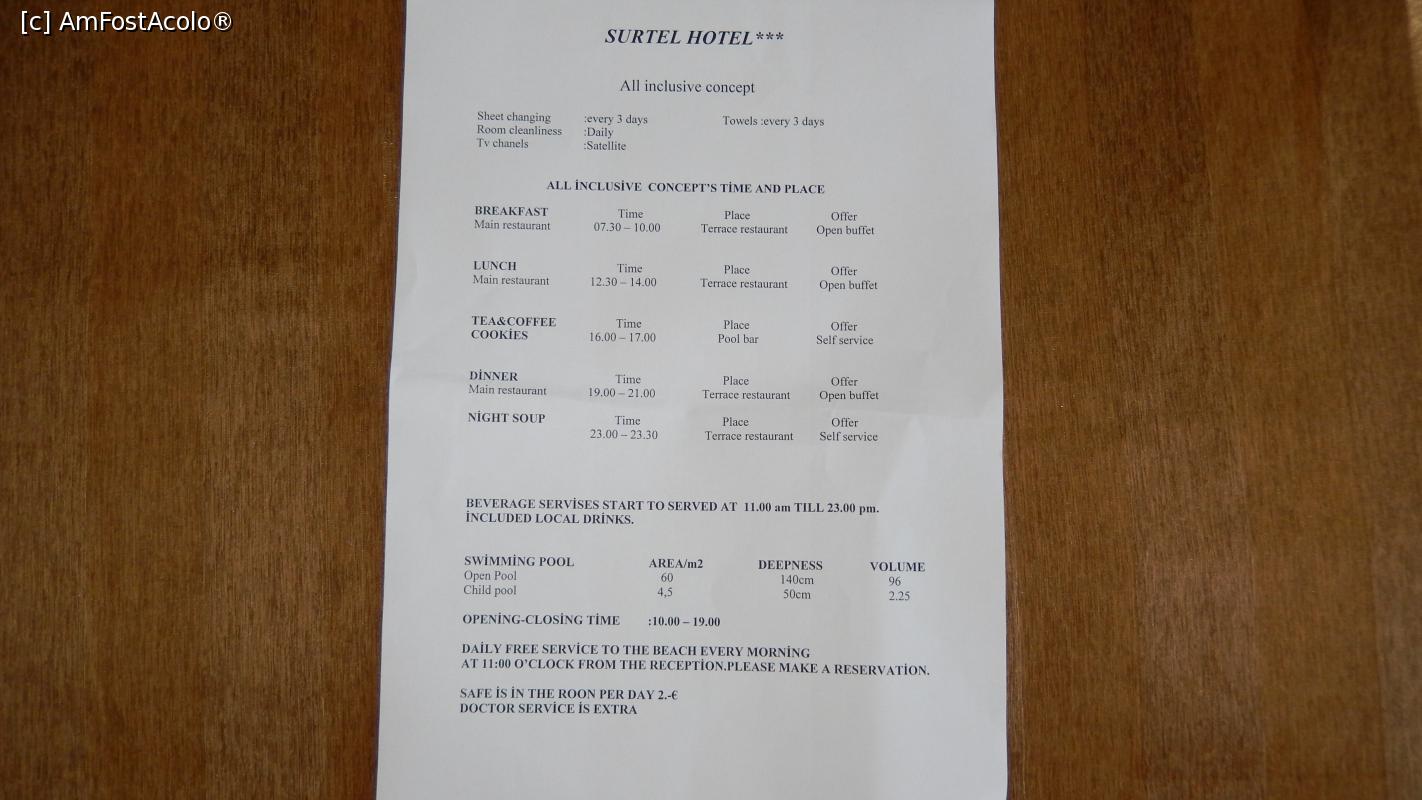 [c] AmFostAcolo®
SURTEL HOTEL***
All inclusive concept
Sheet changing :every 3 days Towels :every 3 days
Room cleanliness :Daily
Tv chanels :Satellite
ALL İNCLUSİVE CONCEPT'S TİME AND PLACE
BREAKFAST Time Place Offer
Main restaurant 07.30 – 10.00 Terrace restaurant Open buffet
LUNCH Time Place Offer
Main restaurant 12.30 – 14.00 Terrace restaurant Open buffet
TEA&COFFEE Time Place Offer
COOKİES 16.00 – 17.00 Pool bar Self service
DİNNER Time Place Offer
Main restaurant 19.00 – 21.00 Terrace restaurant Open buffet
NİGHT SOUP Time Place Offer
23.00 – 23.30 Terrace restaurant Self service
BEVERAGE SERVİSES START TO SERVED AT 11.00 am TILL 23.00 pm.
İNCLUDED LOCAL DRİNKS.
SWİMMİNG POOL AREA/m2 DEEPNESS VOLUME
Open Pool 60 140cm 96
Child pool 4,5 50cm 2.25
OPENİNG-CLOSİNG TİME :10.00 – 19.00
DAİLY FREE SERVİCE TO THE BEACH EVERY MORNİNG
AT 11:00 O'CLOCK FROM THE RECEPTİON.PLEASE MAKE A RESERVATİON.
SAFE İS İN THE ROON PER DAY 2.-€
DOCTOR SERVİCE İS EXTRA